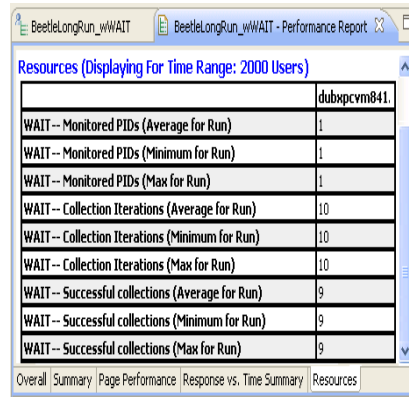 BeetleLongRun_wWAIT
BeetleLongRun_wWAIT - Performance Report
Resources (Displaying For Time Range: 2000 Users)
dubxpcvm841.
WAIT-- Monitored PIDs (Average for Run) 1
WAIT-- Monitored PIDs (Minimum for Run) 1
WAIT-- Monitored PIDs (Max for Run) 1
WAIT-- Collection Iterations (Average for Run) 10
WAIT-- Collection Iterations (Minimum for Run) 10
WAIT-- Collection Iterations (Max for Run) 10
WAIT-- Successful collections (Average for Run) 9
WAIT-- Successful collections (Minimum for Run) 9
WAIT-- Successful collections (Max for Run) 9
Overall Summary Page Performance Response vs. Time Summary Resources